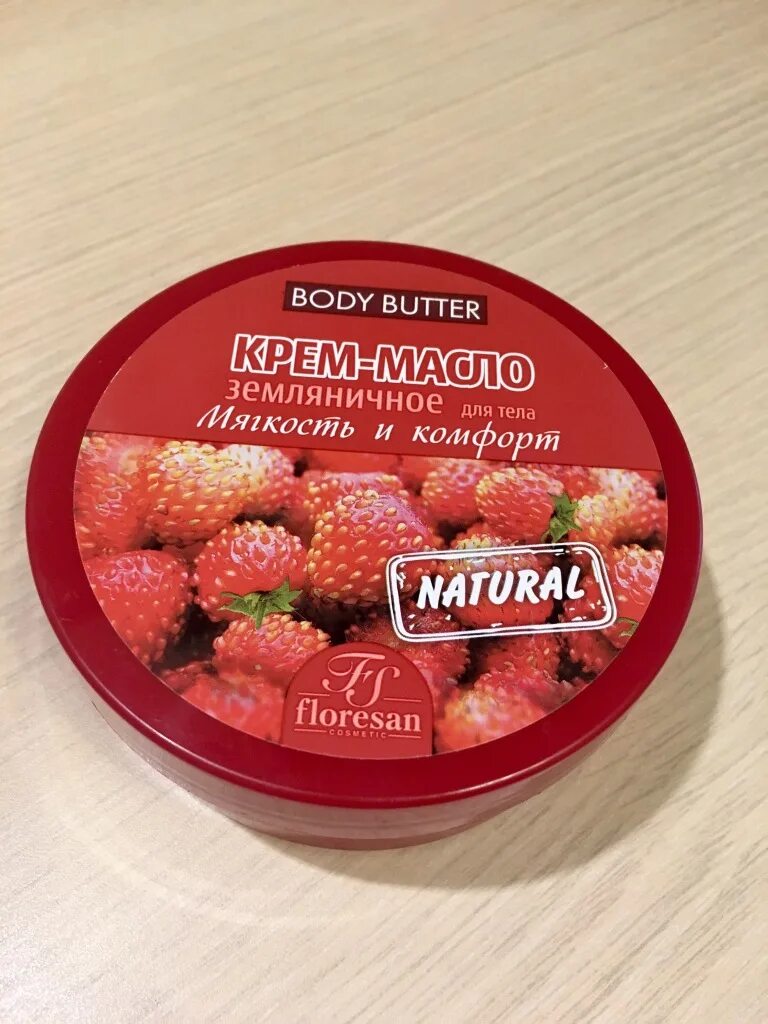 BODY BUTTER
КРЕМ-МАСЛО
земляничное для тела
Мягкость и комфорт
NATURAL
FS
floresan
COSMETIC